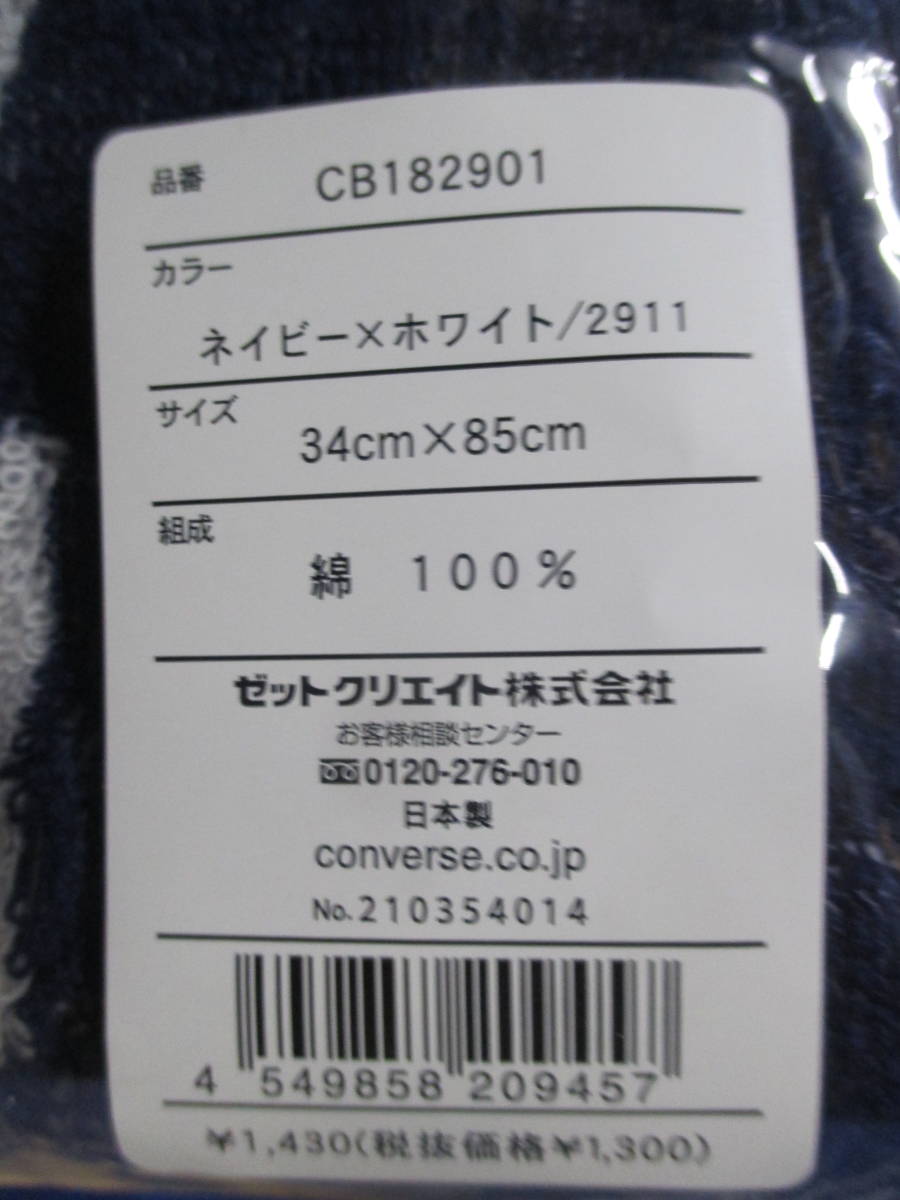 品番 CB182901
カラー
ネイビー×ホワイト/2911
サイズ
34cm×85cm
組成
綿 100%
ゼットクリエイト株式会社
お客様相談センター
0120-276-010
日本製
converse.co.jp
No.210354014
4 549858 209457
¥1,430(税抜価格¥1,300)